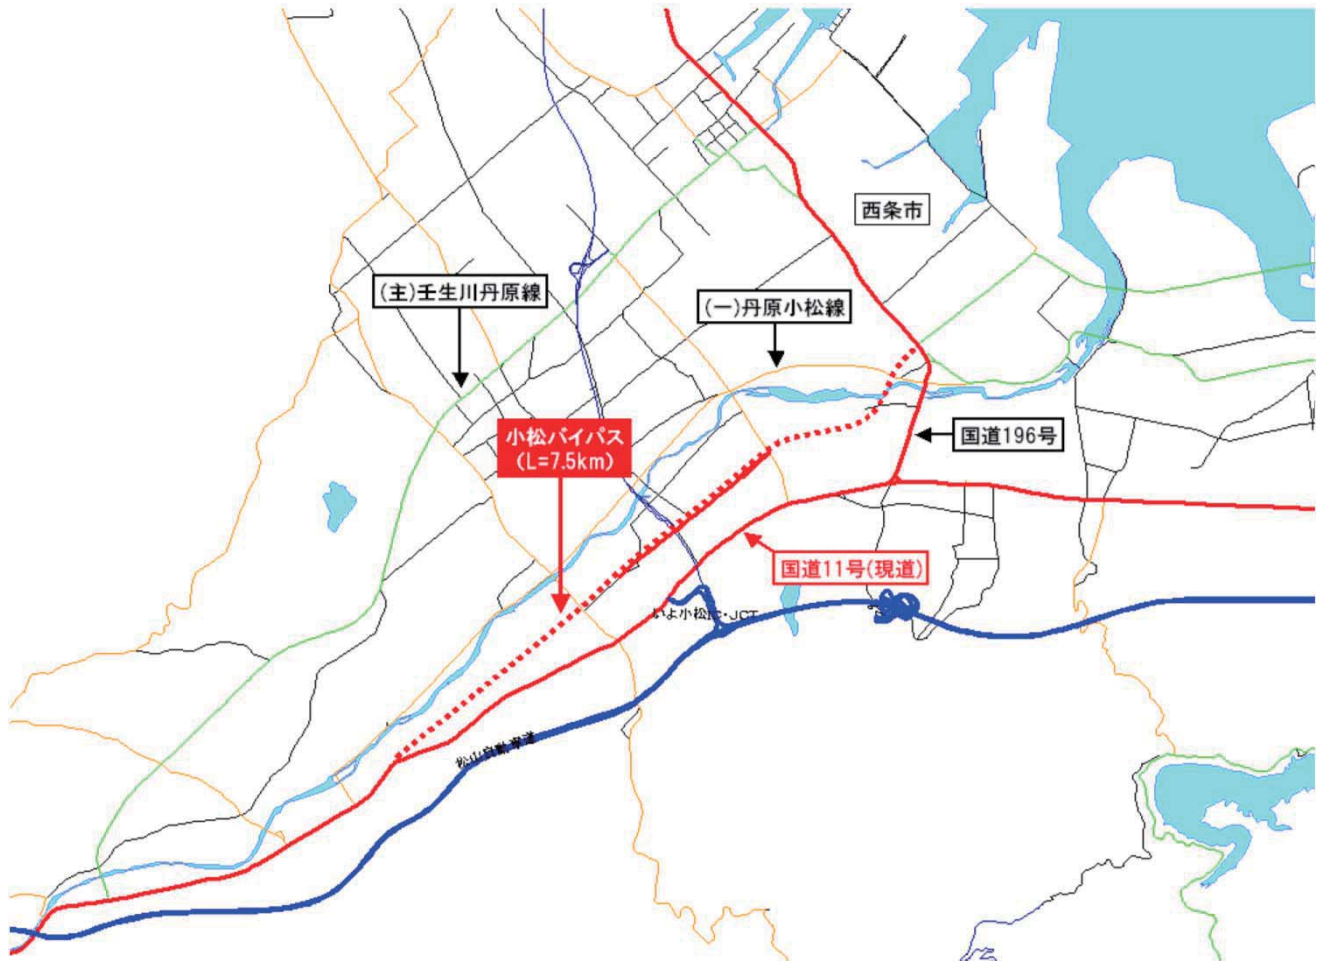 西条市
(主)壬生川丹原線
(一)丹原小松線
小松バイパス
(L=7.5km)
国道196号
国道11号(現道)
いよ小松IC・JCT
松山自動車道